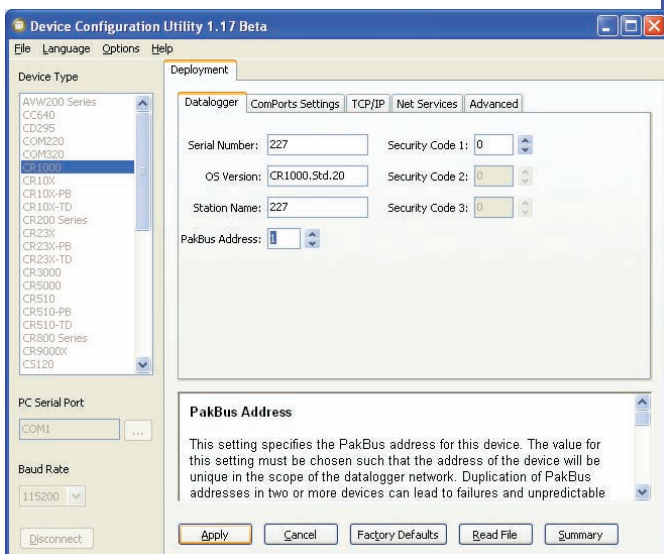 Device Configuration Utility 1.17 Beta
File Language Options Help
Device Type
AVW200 Series
CC640
CD295
COM220
COM320
CR1000
CR10X
CR10X-PB
CR10X-TD
CR200 Series
CR23X
CR23X-PB
CR23X-TD
CR3000
CR5000
CR510
CR510-PB
CR510-TD
CR800 Series
CR9000X
CS120
PC Serial Port
COM1
...
Baud Rate
115200
Disconnect
Deployment
Datalogger ComPorts Settings TCP/IP Net Services Advanced
Serial Number: 227 Security Code 1: 0
OS Version: CR1000.Std.20 Security Code 2: 0
Station Name: 227 Security Code 3: 0
PakBus Address: 1
PakBus Address
This setting specifies the PakBus address for this device. The value for
this setting must be chosen such that the address of the device will be
unique in the scope of the datalogger network. Duplication of PakBus
addresses in two or more devices can lead to failures and unpredictable
Apply Cancel Factory Defaults Read File Summary